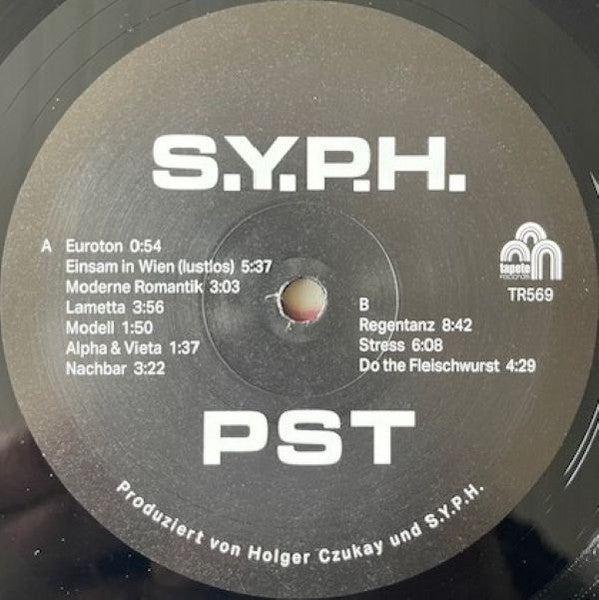 S.Y.P.H.
A Euroton 0:54
Einsam in Wien (lustlos) 5:37
Moderne Romantik 3:03
Lametta 3:56
Modell 1:50
Alpha & Vieta 1:37
Nachbar 3:22
tapete
records
TR569
B
Regentanz 8:42
Stress 6:08
Do the Fleischwurst 4:29
PST
Produziert von Holger Czukay und S.Y.P.H.